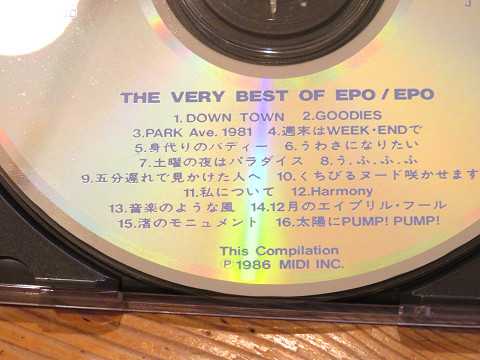 THE VERY BEST OF EPO / EPO
1. DOWN TOWN 2. GOODIES
3. PARK Ave. 1981 4. 週末はWEEK・ENDで
5. 身代りのバディー 6. うわさになりたい
7. 土曜の夜はパラダイス 8. う、ふ、ふ、ふ
9. 五分遅れで見かけた人へ 10. くちびるヌード咲かせます
11. 私について 12. Harmony
13. 音楽のような風 14. 12月のエイプリル・フール
15. 渚のモニュメント 16. 太陽にPUMP! PUMP!
This Compilation
℗ 1986 MIDI INC.